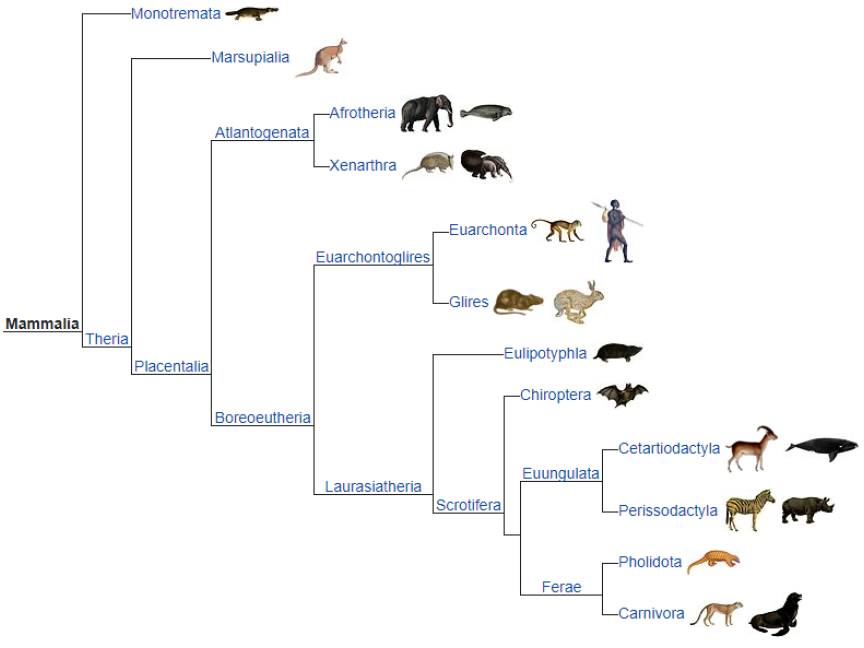 Monotremata
Marsupialia
Afrotheria
Atlantogenata
Xenarthra
Euarchonta
Euarchontoglires
Glires
Mammalia
Theria
Eulipotyphla
Placentalia
Chiroptera
Boreoeutheria
Cetartiodactyla
Euungulata
Laurasiatheria
Scrotifera
Perissodactyla
Pholidota
Ferae
Carnivora